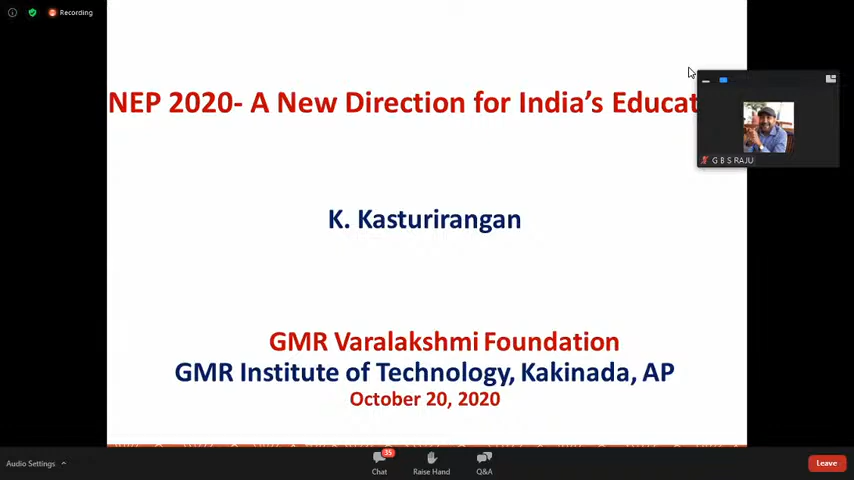 Recording
NEP 2020- A New Direction for India's Educat
G B S RAJU
K. Kasturirangan
GMR Varalakshmi Foundation
GMR Institute of Technology, Kakinada, AP
October 20, 2020
Audio Settings
35
Chat
Raise Hand
Q&A
Leave